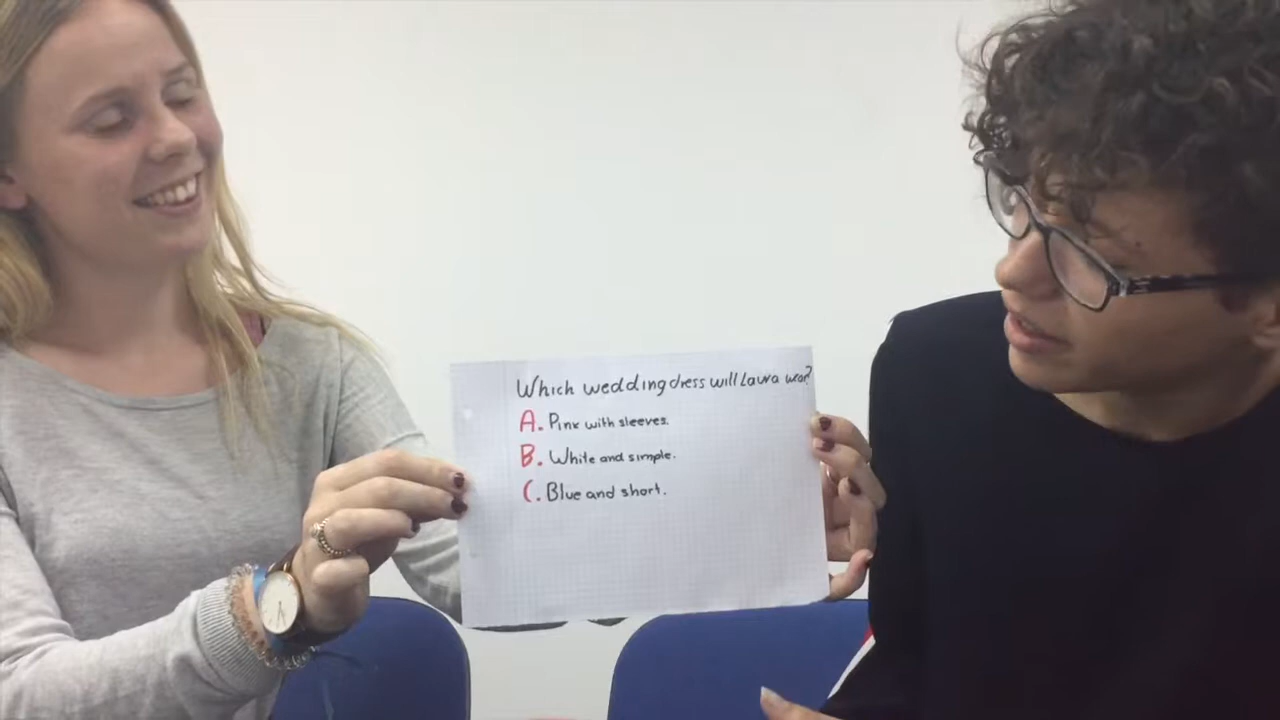 Which wedding dress will Laura wear?
A. Pink with sleeves.
B. White and simple.
C. Blue and short.